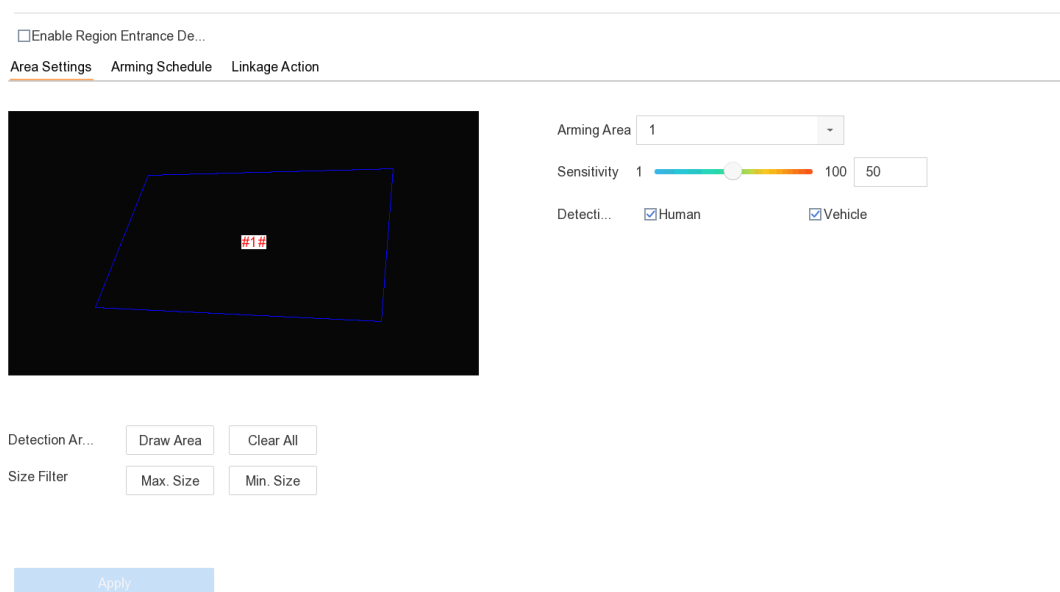 Enable Region Entrance De...
Area Settings Arming Schedule Linkage Action
Arming Area 1
Sensitivity 1 100 50
Detecti... Human Vehicle
#1#
Detection Ar... Draw Area Clear All
Size Filter Max. Size Min. Size
Apply